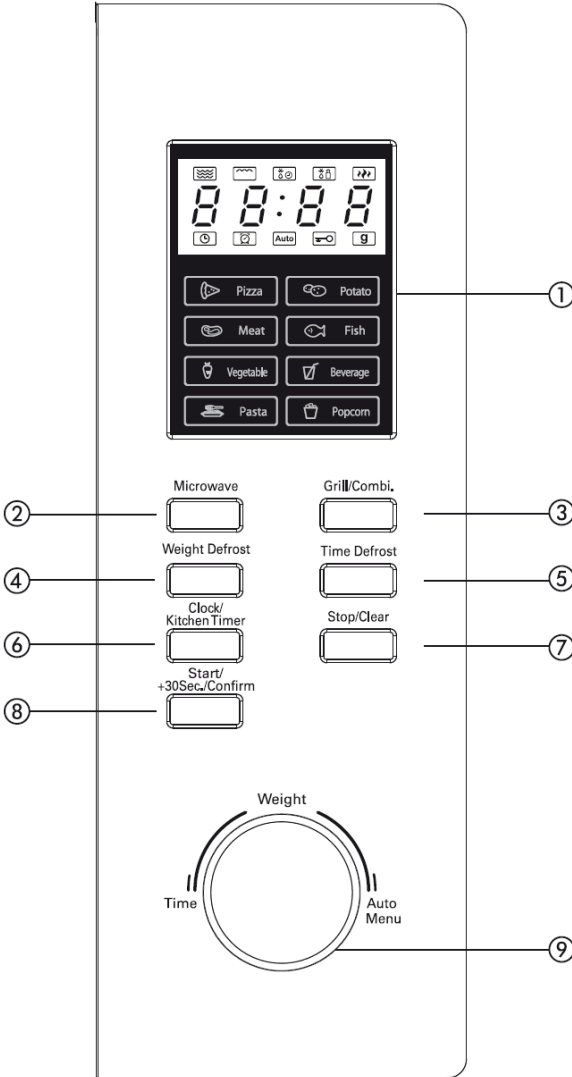 88:88
Auto
g
Pizza
Potato
①
Meat
Fish
Vegetable
Beverage
Pasta
Popcorn
Microwave
Grill/Combi.
②
③
Weight Defrost
Time Defrost
④
⑤
Clock/
Kitchen Timer
Stop/Clear
⑥
⑦
Start/
+30Sec./Confirm
⑧
Weight
Time
Auto
Menu
⑨